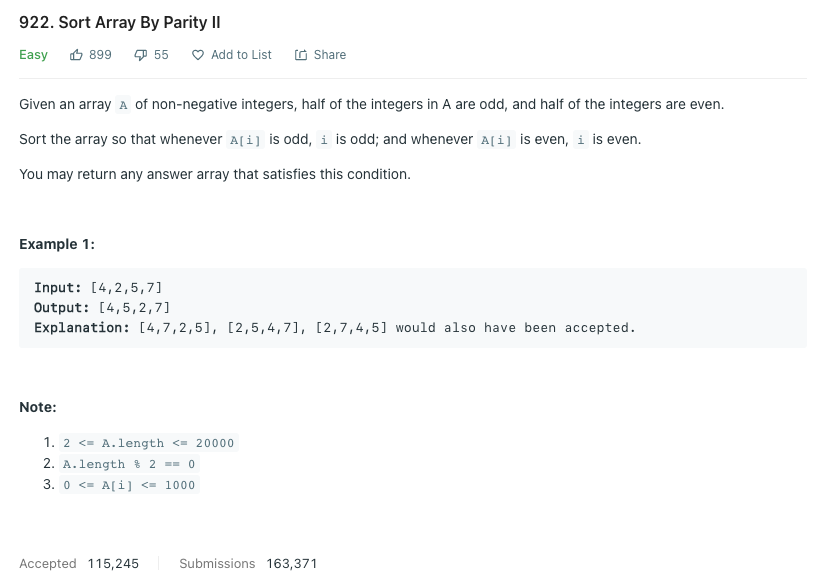 922. Sort Array By Parity II
Easy 899 55 Add to List Share
Given an array A of non-negative integers, half of the integers in A are odd, and half of the integers are even.
Sort the array so that whenever A[i] is odd, i is odd; and whenever A[i] is even, i is even.
You may return any answer array that satisfies this condition.
Example 1:
Input: [4,2,5,7]
Output: [4,5,2,7]
Explanation: [4,7,2,5], [2,5,4,7], [2,7,4,5] would also have been accepted.
Note:
1. 2 <= A.length <= 20000
2. A.length % 2 == 0
3. 0 <= A[i] <= 1000
Accepted 115,245 Submissions 163,371